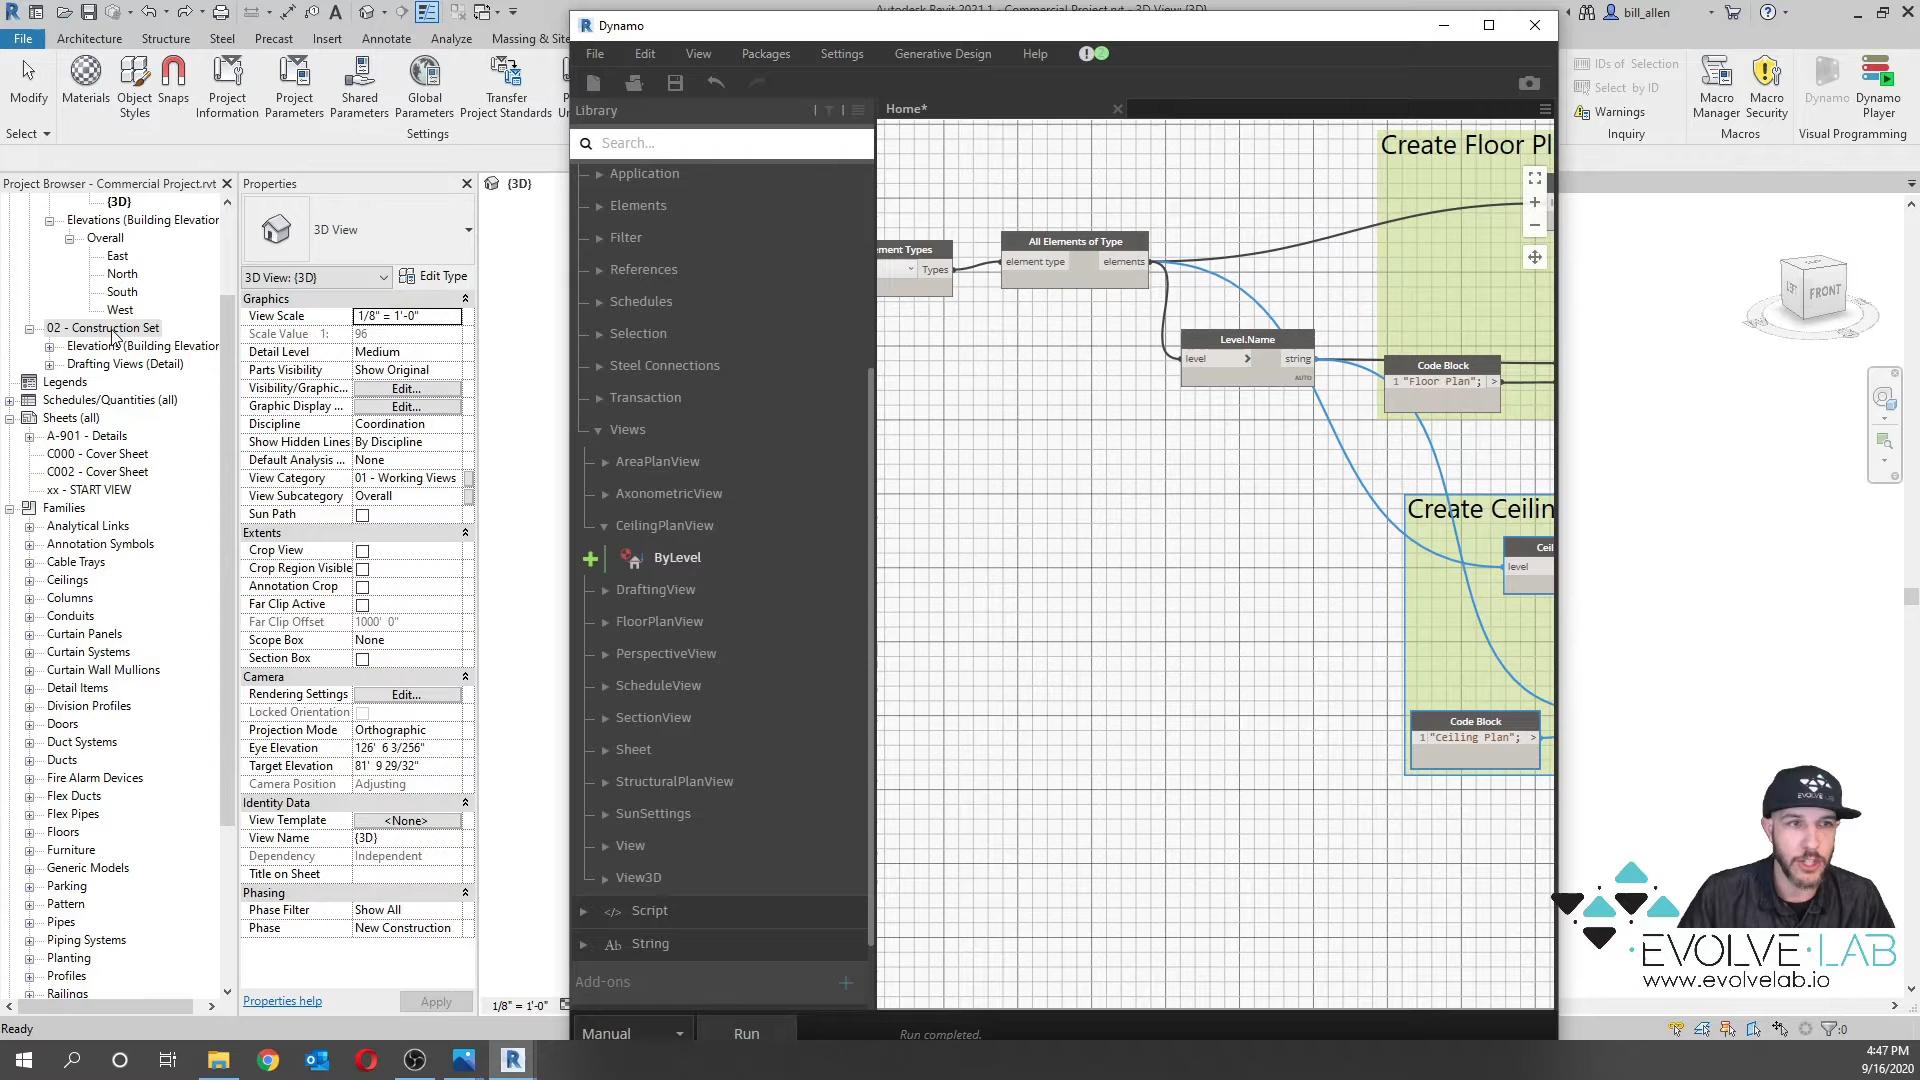 Autodesk Revit 2021.1 - Commercial Project.rvt - 3D View: {3D}
bill_allen
File
Architecture
Structure
Steel
Precast
Insert
Annotate
Analyze
Massing & Site
Modify
Materials
Object Styles
Snaps
Project Information
Project Parameters
Shared Parameters
Global Parameters
Transfer Project Standards
Select
Settings
IDs of Selection
Select by ID
Warnings
Macro Manager
Macro Security
Dynamo
Dynamo Player
Inquiry
Macros
Visual Programming
Project Browser - Commercial Project.rvt
{3D}
Elevations (Building Elevation
Overall
East
North
South
West
02 - Construction Set
Elevations (Building Elevation
Drafting Views (Detail)
Legends
Schedules/Quantities (all)
Sheets (all)
A-901 - Details
C000 - Cover Sheet
C002 - Cover Sheet
xx - START VIEW
Families
Analytical Links
Annotation Symbols
Cable Trays
Ceilings
Columns
Conduits
Curtain Panels
Curtain Systems
Curtain Wall Mullions
Detail Items
Division Profiles
Doors
Duct Systems
Ducts
Fire Alarm Devices
Flex Ducts
Flex Pipes
Floors
Furniture
Generic Models
Parking
Pattern
Pipes
Piping Systems
Planting
Profiles
Railings
Ready
Properties
3D View
3D View: {3D}
Edit Type
Graphics
View Scale 1/8" = 1'-0"
Scale Value 1: 96
Detail Level Medium
Parts Visibility Show Original
Visibility/Graphic... Edit...
Graphic Display ... Edit...
Discipline Coordination
Show Hidden Lines By Discipline
Default Analysis ... None
View Category 01 - Working Views
View Subcategory Overall
Sun Path
Extents
Crop View
Crop Region Visible
Annotation Crop
Far Clip Active
Far Clip Offset 1000' 0"
Scope Box None
Section Box
Camera
Rendering Settings Edit...
Locked Orientation
Projection Mode Orthographic
Eye Elevation 126' 6 3/256"
Target Elevation 81' 9 29/32"
Camera Position Adjusting
Identity Data
View Template <None>
View Name {3D}
Dependency Independent
Title on Sheet
Phasing
Phase Filter Show All
Phase New Construction
Properties help
Apply
{3D}
1/8" = 1'-0"
Dynamo
File
Edit
View
Packages
Settings
Generative Design
Help
Library
Search...
Application
Elements
Filter
References
Schedules
Selection
Steel Connections
Transaction
Views
AreaPlanView
AxonometricView
CeilingPlanView
ByLevel
DraftingView
FloorPlanView
PerspectiveView
ScheduleView
SectionView
Sheet
StructuralPlanView
SunSettings
View
View3D
Script
Ab String
Add-ons
Manual
Run
Run completed.
Home*
Create Floor Pl
ement Types
Types
All Elements of Type
element type
elements
Level.Name
level
string
AUTO
Code Block
1 "Floor Plan"; >
Create Ceilin
Ceil
level
Code Block
1 "Ceiling Plan"; >
LEFT
FRONT
EVOLVE LAB
EVOLVE LAB
www.evolvelab.io
:0
4:47 PM
9/16/2020